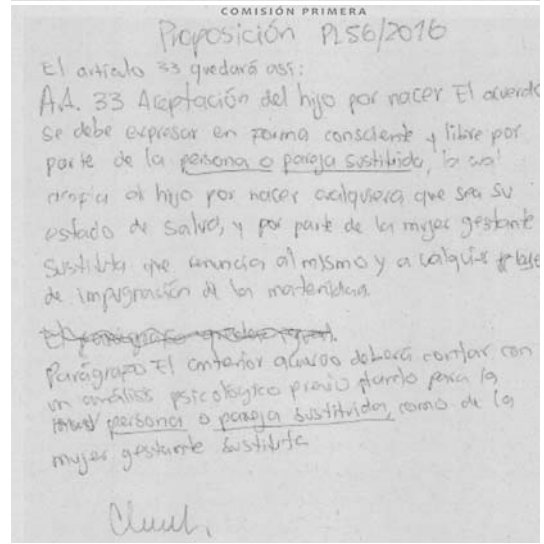 COMISIÓN PRIMERA
Proposición PL56/2016
El artículo 33 quedará así:
A.A. 33 Aceptación del hijo por nacer El acuerdo
se debe expresar en forma consciente y libre por
parte de la persona o pareja sustituida, la cual
al hijo por nacer cualquiera que sea su
estado de salud, y por parte de la mujer gestante
sustituta que renuncia al mismo y a cualquier
de impugnación de la maternidad.
El parágrafo quedará igual.
Parágrafo El anterior acuerdo deberá contar con
un análisis psicológico previo para la
persona o pareja sustituida, como de la
mujer gestante sustituta